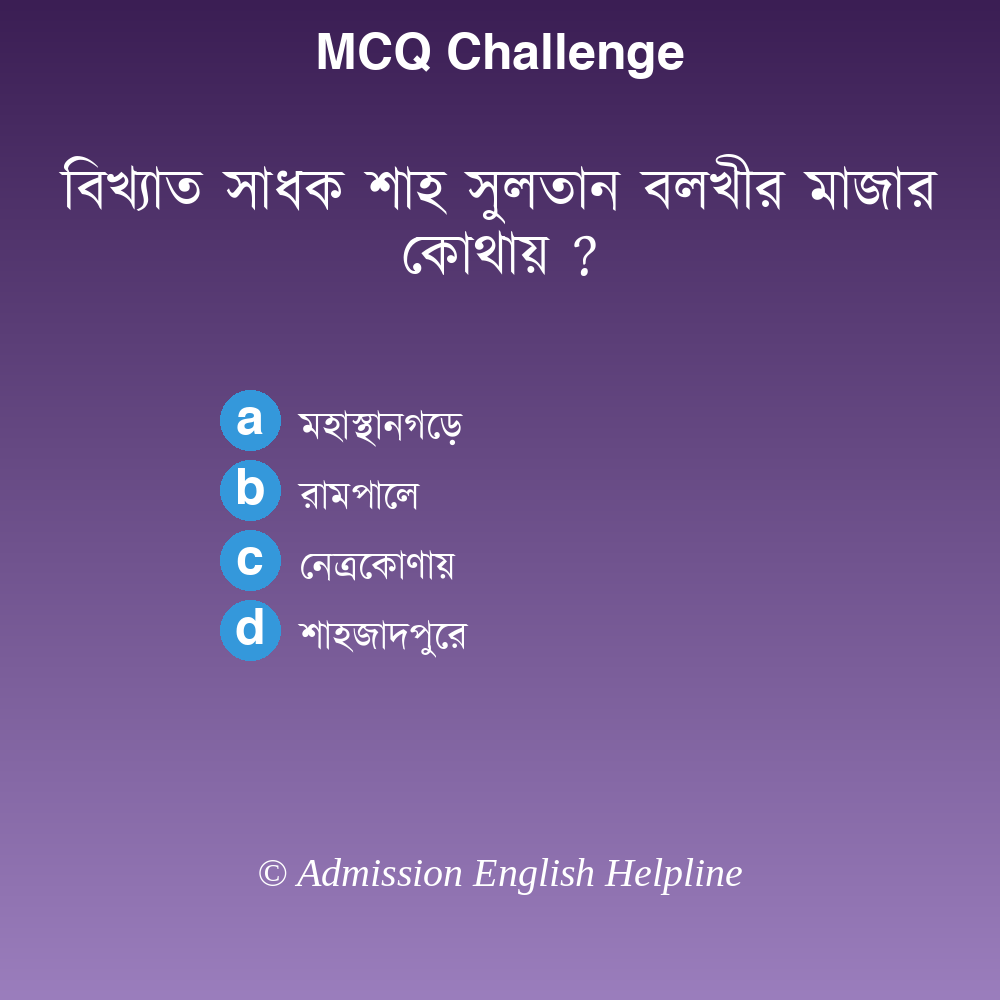 MCQ Challenge
বিখ্যাত সাধক শাহ সুলতান বলখীর মাজার
কোথায় ?
a মহাস্থানগড়ে
b রামপালে
c নেত্রকোণায়
d শাহজাদপুরে
© Admission English Helpline